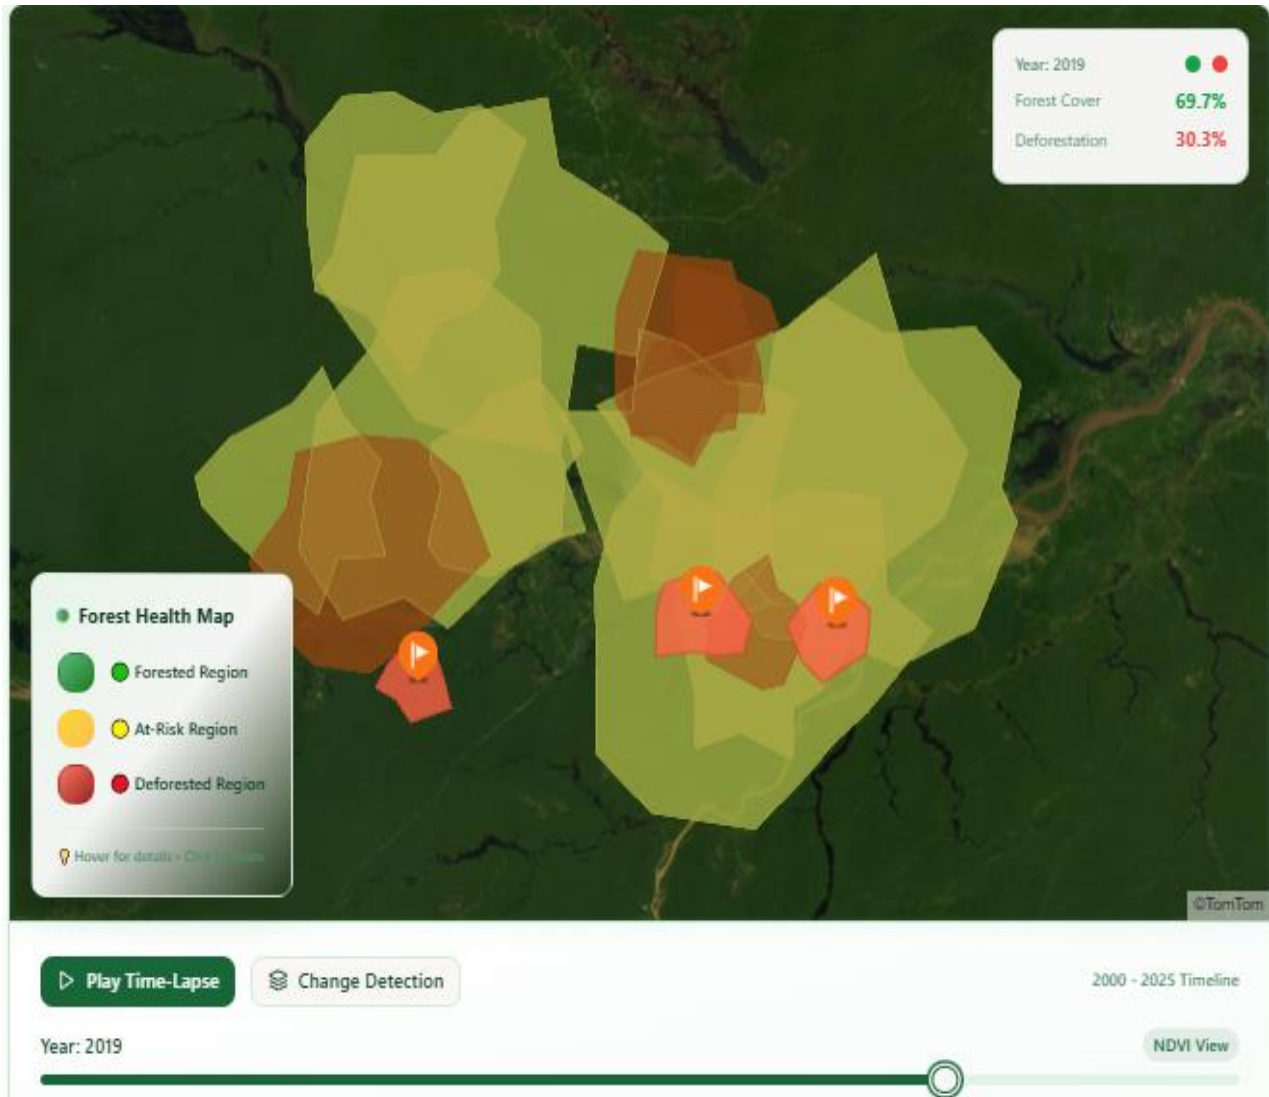 Year: 2019
Forest Cover 69.7%
Deforestation 30.3%
Forest Health Map
Forested Region
At-Risk Region
Deforested Region
Hover for details •
©TomTom
Play Time-Lapse
Change Detection
2000 - 2025 Timeline
Year: 2019
NDVI View